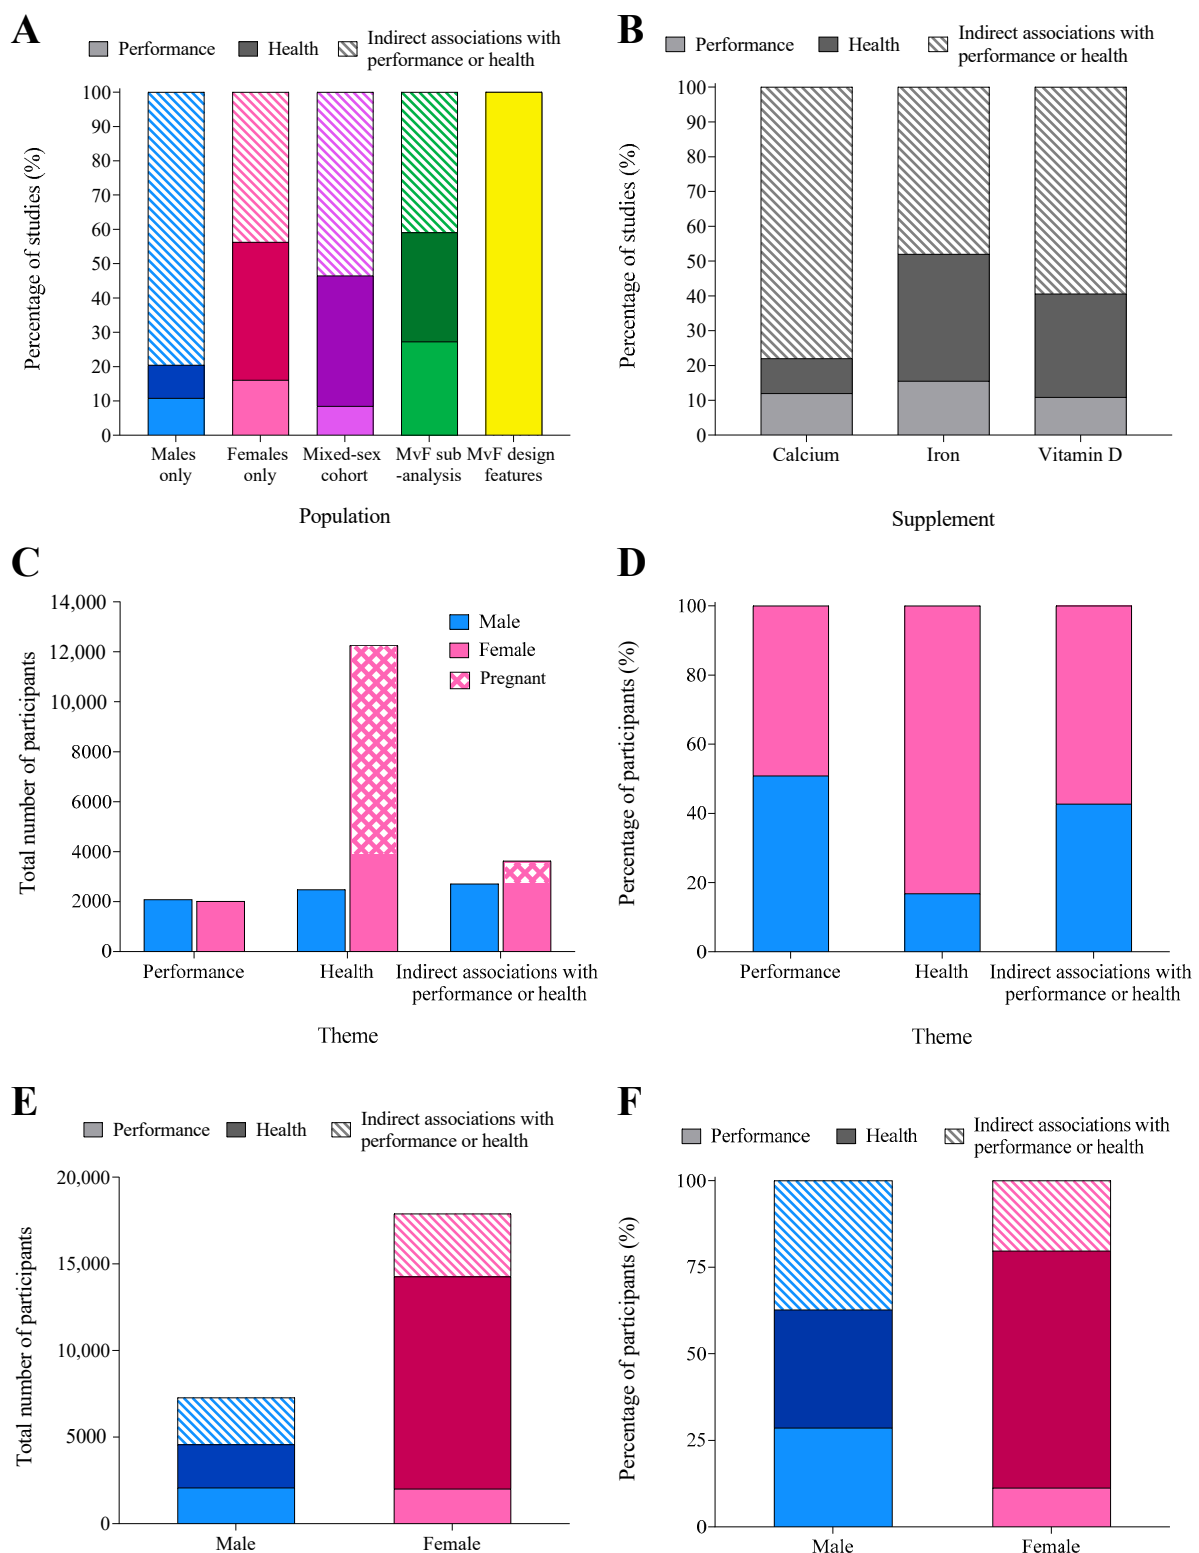 A
Performance
Health
Indirect associations with
performance or health
Percentage of studies (%)
100
90
80
70
60
50
40
30
20
10
0
Males
only
Females
only
Mixed-sex
cohort
MvF sub
-analysis
MvF design
features
Population
B
Performance
Health
Indirect associations with
performance or health
Percentage of studies (%)
100
90
80
70
60
50
40
30
20
10
0
Calcium
Iron
Vitamin D
Supplement
C
Total number of participants
14,000
12,000
10,000
8000
6000
4000
2000
0
Male
Female
Pregnant
Performance
Health
Indirect associations with
performance or health
Theme
D
Percentage of participants (%)
100
80
60
40
20
0
Performance
Health
Indirect associations with
performance or health
Theme
E
Performance
Health
Indirect associations with
performance or health
Total number of participants
20,000
15,000
10,000
5000
0
Male
Female
F
Performance
Health
Indirect associations with
performance or health
Percentage of participants (%)
100
75
50
25
0
Male
Female